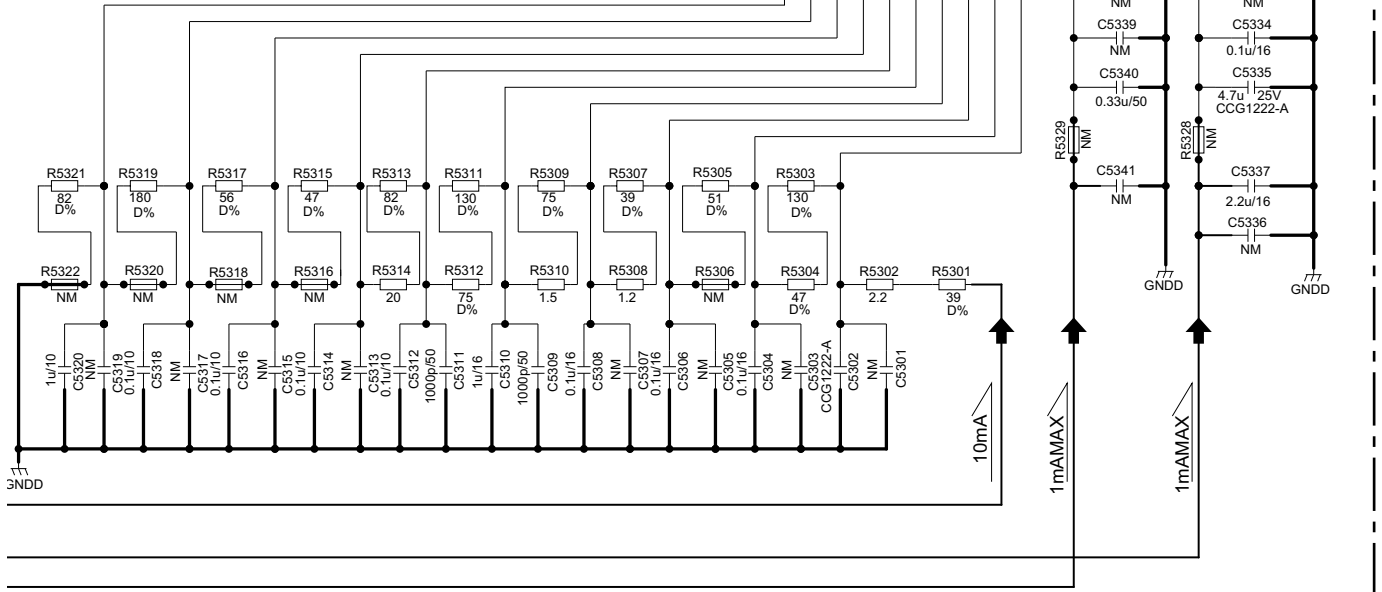 NM
NM
C5339
NM
C5334
0.1u/16
C5340
0.33u/50
C5335
4.7u 25V
CCG1222-A
R5329
NM
R5328
NM
C5341
NM
C5337
2.2u/16
C5336
NM
GNDD
GNDD
R5321
82
D%
R5319
180
D%
R5317
56
D%
R5315
47
D%
R5313
82
D%
R5311
130
D%
R5309
75
D%
R5307
39
D%
R5305
51
D%
R5303
130
D%
R5322
NM
R5320
NM
R5318
NM
R5316
NM
R5314
20
R5312
75
D%
R5310
1.5
R5308
1.2
R5306
NM
R5304
47
D%
R5302
2.2
R5301
39
D%
1u/10
C5320
NM
C5319
0.1u/10
C5318
NM
C5317
0.1u/10
C5316
NM
C5315
0.1u/10
C5314
NM
C5313
0.1u/10
C5312
1000p/50
C5311
1u/16
C5310
1000p/50
C5309
0.1u/16
C5308
NM
C5307
0.1u/16
C5306
NM
C5305
0.1u/16
C5304
NM
C5303
CCG1222-A
C5302
NM
C5301
GNDD
10mA
1mAMAX
1mAMAX